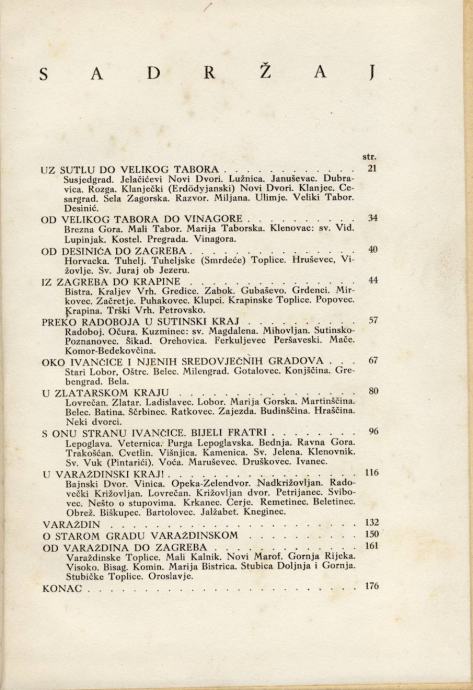 SADRŽAJ
str.
UZ SUTLU DO VELIKOG TABORA . . . . . . . . . . . 21
Susjedgrad. Jelačićevi Novi Dvori. Lužnica. Januševac. Dubra-
vica. Rozga. Klanječki (Erdödyjanski) Novi Dvori. Klanjec. Ce-
sargrad. Sela Zagorska. Razvor. Miljana. Ulimje. Veliki Tabor.
Desinić.
OD VELIKOG TABORA DO VINAGORE . . . . . . . . . 34
Brezna Gora. Mali Tabor. Marija Taborska. Klenovac: sv. Vid.
Lupinjak. Kostel. Pregrada. Vinagora.
OD DESINIĆA DO ZAGREBA . . . . . . . . . . . . . 40
Horvacka. Tuhelj. Tuheljske (Smrdeće) Toplice. Hruševec, Vi-
žovlje. Sv. Juraj ob Jezeru.
IZ ZAGREBA DO KRAPINE . . . . . . . . . . . . . 44
Bistra. Kraljev Vrh. Gredice. Zabok. Gubaševo. Grdenci. Mir-
kovec. Začretje. Puhakovec. Klupci. Krapinske Toplice. Popovec.
Krapina. Trški Vrh. Petrovsko.
PREKO RADOBOJA U SUTINSKI KRAJ . . . . . . . . 57
Radoboj. Očura. Kuzminec: sv. Magdalena. Mihovljan. Sutinsko-
Poznanovec. Šikad. Orehovica. Ferkuljevec Peršaveski. Mače.
Komor-Bedekovčina.
OKO IVANČICE I NJENIH SREDOVJEČNIH GRADOVA . . . 67
Stari Lobor, Oštrc. Belec. Milengrad. Gotalovec. Konjščina. Gre-
bengrad. Bela.
U ZLATARSKOM KRAJU . . . . . . . . . . . . . . 80
Lovrečan. Zlatar. Ladislavec. Lobor. Marija Gorska. Martinščina.
Belec. Batina. Ščrbinec. Ratkovec. Zajezda. Budinščina. Hraščina.
Neki dvorci.
S ONU STRANU IVANČICE. BIJELI FRATRI . . . . . . 96
Lepoglava. Veternica. Purga Lepoglavska. Bednja. Ravna Gora.
Trakošćan. Cvetlin. Višnjica. Kamenica. Sv. Jelena. Klenovnik.
Sv. Vuk (Pintarići). Voća. Maruševec. Druškovec. Ivanec.
U VARAŽDINSKI KRAJ! . . . . . . . . . . . . . . 116
Bajnski Dvor. Vinica. Opeka-Zelendvor. Nadkrižovljan. Rado-
večki Križovljan. Lovrečan. Križovljan dvor. Petrijanec. Svibo-
vec. Nešto o stupovima. Krkanec. Čerje. Remetinec. Beletinec.
Obrež. Biškupec. Bartolovec. Jalžabet. Kneginec.
VARAŽDIN . . . . . . . . . . . . . . . . . . . 132
O STAROM GRADU VARAŽDINSKOM . . . . . . . . . 150
OD VARAŽDINA DO ZAGREBA . . . . . . . . . . . . 161
Varaždinske Toplice. Mali Kalnik. Novi Marof. Gornja Rijeka.
Visoko. Bisag. Komin. Marija Bistrica. Stubica Doljnja i Gornja.
Stubičke Toplice. Oroslavje.
KONAC . . . . . . . . . . . . . . . . . . . . . 176